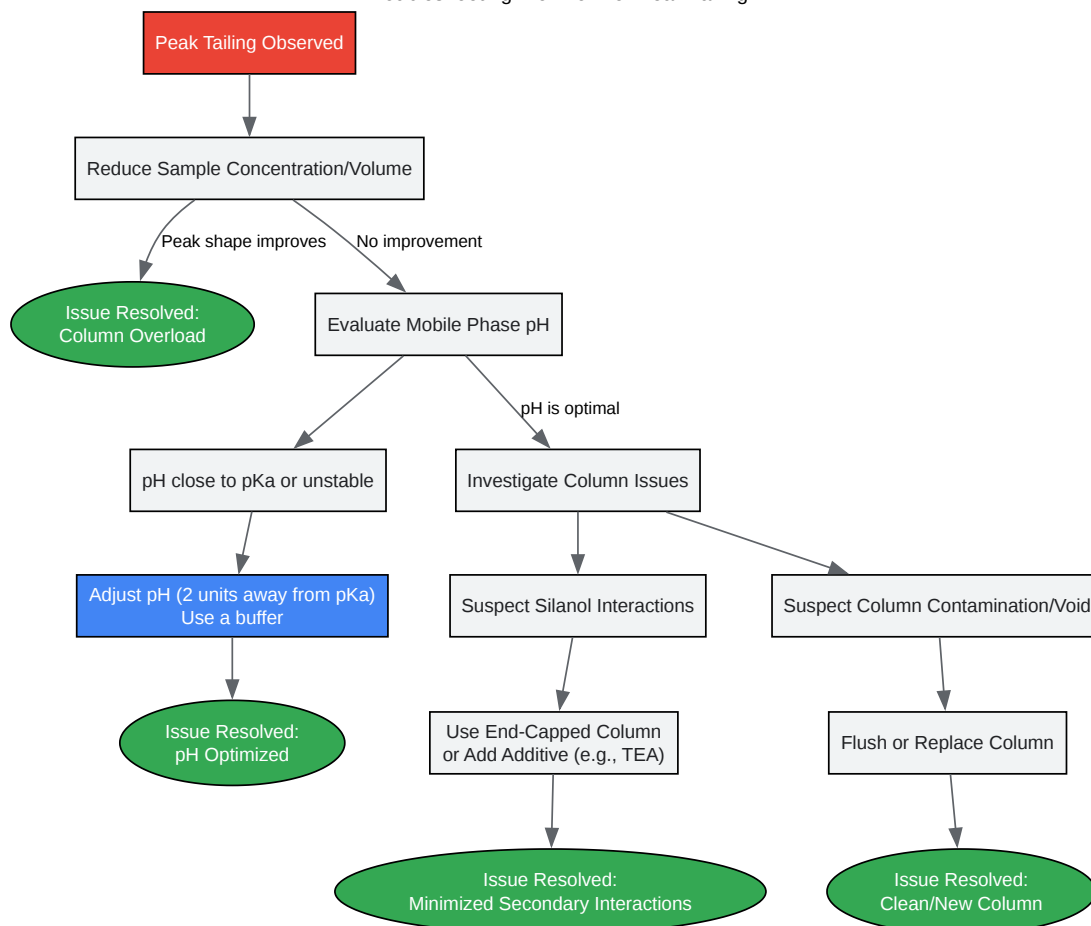 Peak Tailing Observed
Reduce Sample Concentration/Volume
Peak shape improves
No improvement
Issue Resolved:
Column Overload
Evaluate Mobile Phase pH
pH is optimal
pH close to pKa or unstable
Investigate Column Issues
Adjust pH (2 units away from pKa)
Use a buffer
Suspect Silanol Interactions
Suspect Column Contamination/Void
Issue Resolved:
pH Optimized
Use End-Capped Column
or Add Additive (e.g., TEA)
Flush or Replace Column
Issue Resolved:
Minimized Secondary Interactions
Issue Resolved:
Clean/New Column